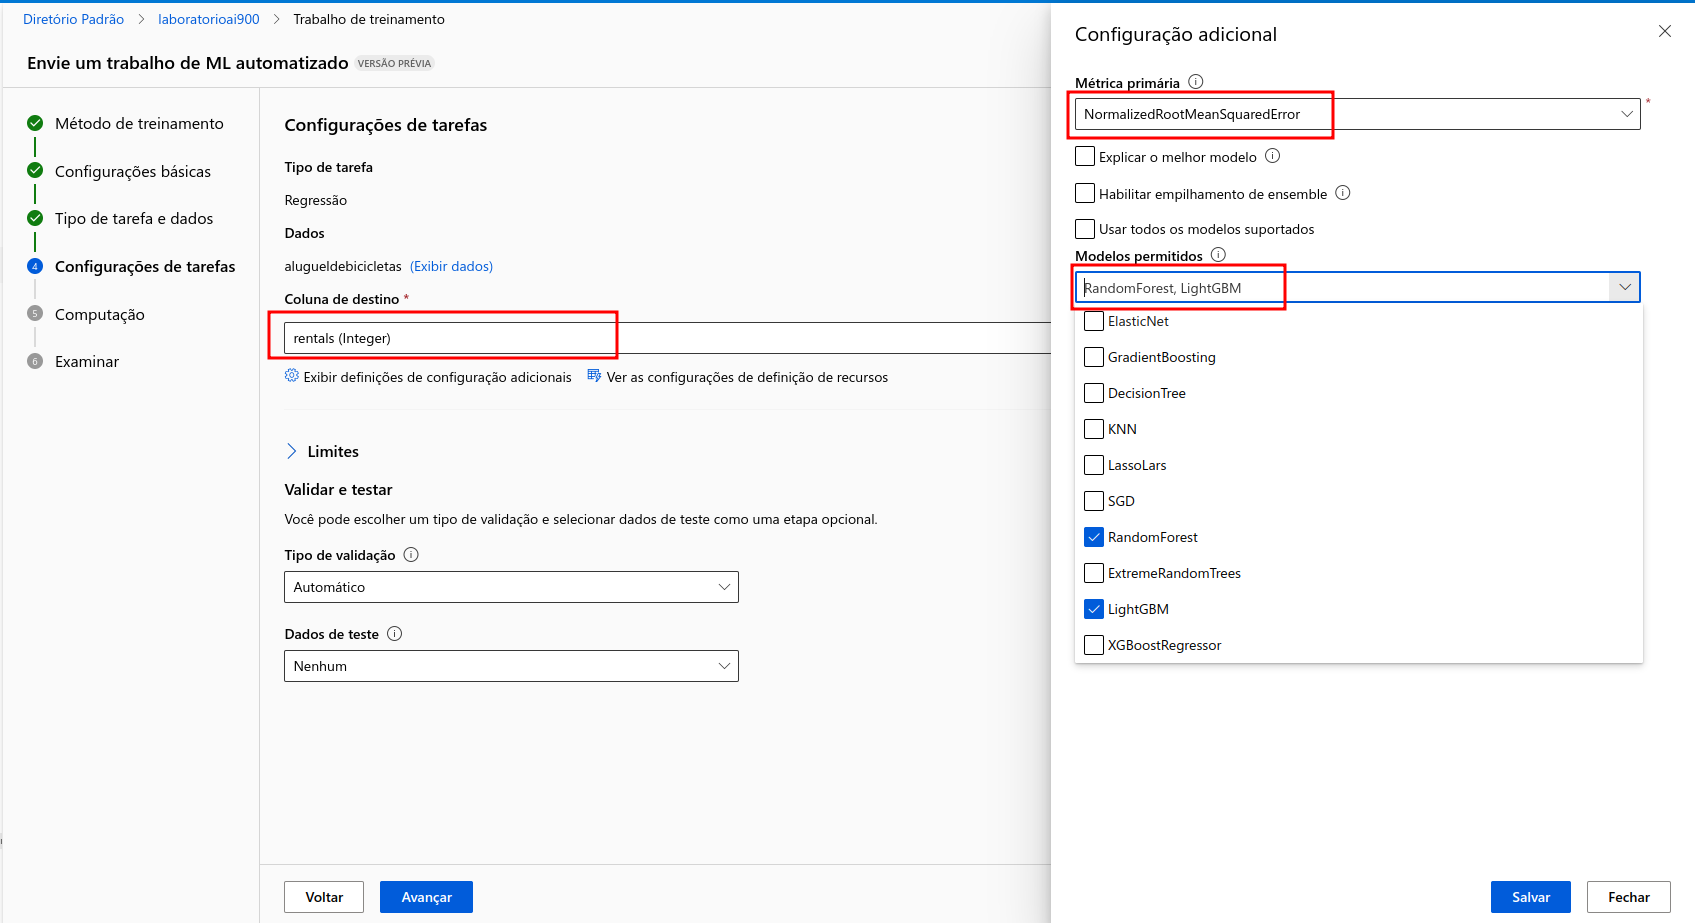 Diretório Padrão > laboratorioai900 > Trabalho de treinamento
Envie um trabalho de ML automatizado VERSÃO PRÉVIA
Método de treinamento
Configurações básicas
Tipo de tarefa e dados
4 Configurações de tarefas
5 Computação
6 Examinar
Configurações de tarefas
Tipo de tarefa
Regressão
Dados
alugueldebicicletas (Exibir dados)
Coluna de destino *
rentals (Integer)
Exibir definições de configuração adicionais Ver as configurações de definição de recursos
Limites
Validar e testar
Você pode escolher um tipo de validação e selecionar dados de teste como uma etapa opcional.
Tipo de validação
Automático
Dados de teste
Nenhum
Voltar Avançar
Configuração adicional
Métrica primária
NormalizedRootMeanSquaredError *
Explicar o melhor modelo
Habilitar empilhamento de ensemble
Usar todos os modelos suportados
Modelos permitidos
RandomForest, LightGBM
ElasticNet
GradientBoosting
DecisionTree
KNN
LassoLars
SGD
RandomForest
ExtremeRandomTrees
LightGBM
XGBoostRegressor
Salvar Fechar